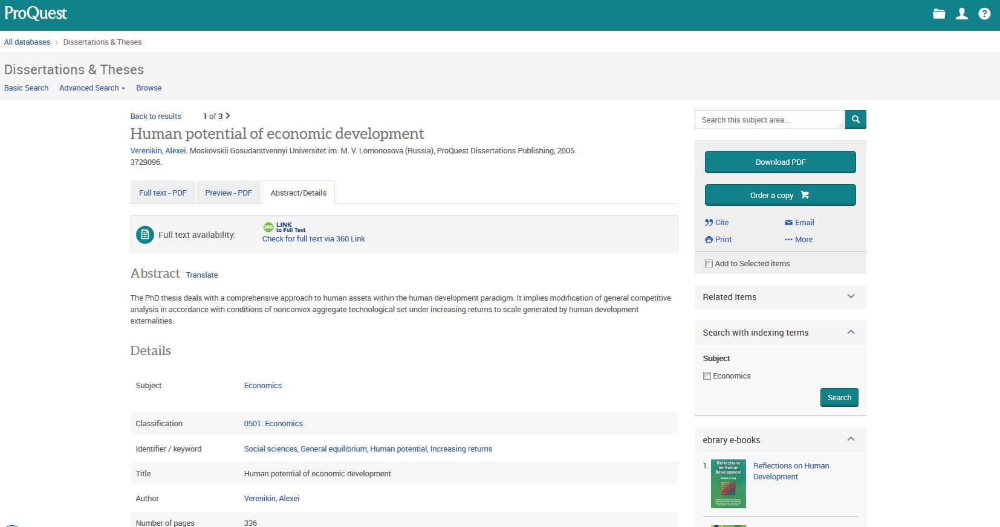 ProQuest
All databases > Dissertations & Theses
Dissertations & Theses
Basic Search Advanced Search Browse
Back to results 1 of 3 >
Human potential of economic development
Verenikin, Alexei. Moskovskii Gosudarstvennyi Universitet im. M. V. Lomonosova (Russia), ProQuest Dissertations Publishing, 2005.
3729096.
Full text - PDF Preview - PDF Abstract/Details
Full text availability:
360 LINK
to Full Text
Check for full text via 360 Link
Abstract Translate
The PhD thesis deals with a comprehensive approach to human assets within the human development paradigm. It implies modification of general competitive
analysis in accordance with conditions of nonconvex aggregate technological set under increasing returns to scale generated by human development
externalities.
Details
Subject Economics
Classification 0501: Economics
Identifier / keyword Social sciences, General equilibrium, Human potential, Increasing returns
Title Human potential of economic development
Author Verenikin, Alexei
Number of pages 336
Search this subject area...
Download PDF
Order a copy
Cite Email
Print More
Add to Selected items
Related items
Search with indexing terms
Subject
Economics
Search
ebrary e-books
1. Reflections on Human
Development
Reflections
on Human
Development